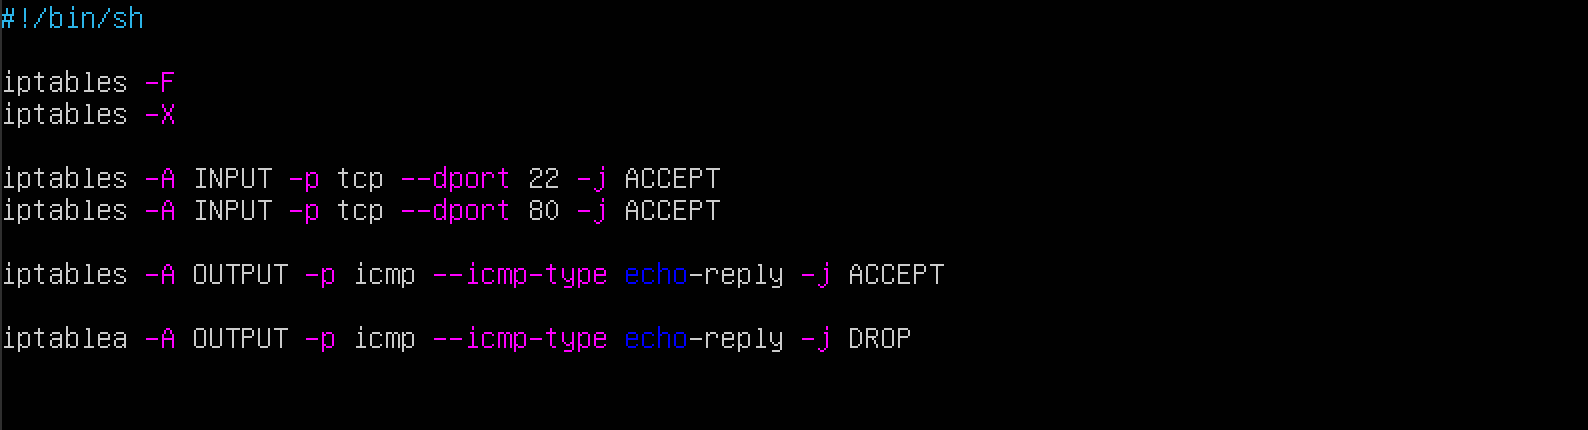 #!/bin/sh
iptables -F
iptables -X
iptables -A INPUT -p tcp --dport 22 -j ACCEPT
iptables -A INPUT -p tcp --dport 80 -j ACCEPT
iptables -A OUTPUT -p icmp --icmp-type echo-reply -j ACCEPT
iptablea -A OUTPUT -p icmp --icmp-type echo-reply -j DROP